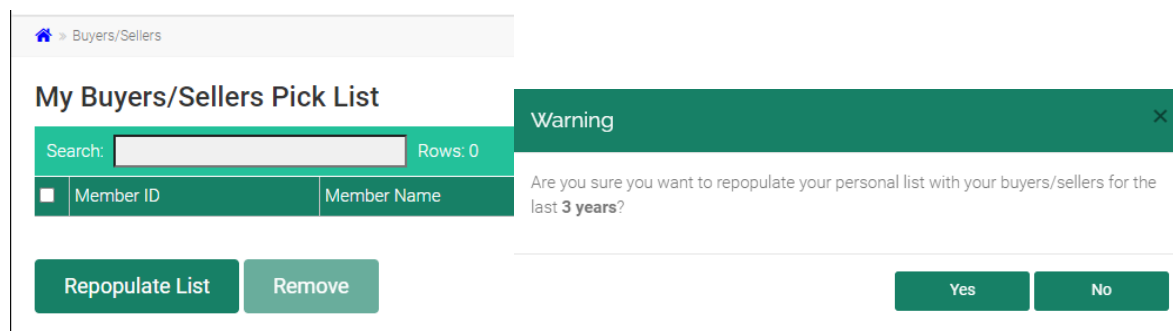 » Buyers/Sellers
My Buyers/Sellers Pick List
Search: Rows: 0
Member ID Member Name
Repopulate List Remove
Warning ×
Are you sure you want to repopulate your personal list with your buyers/sellers for the
last 3 years?
Yes No